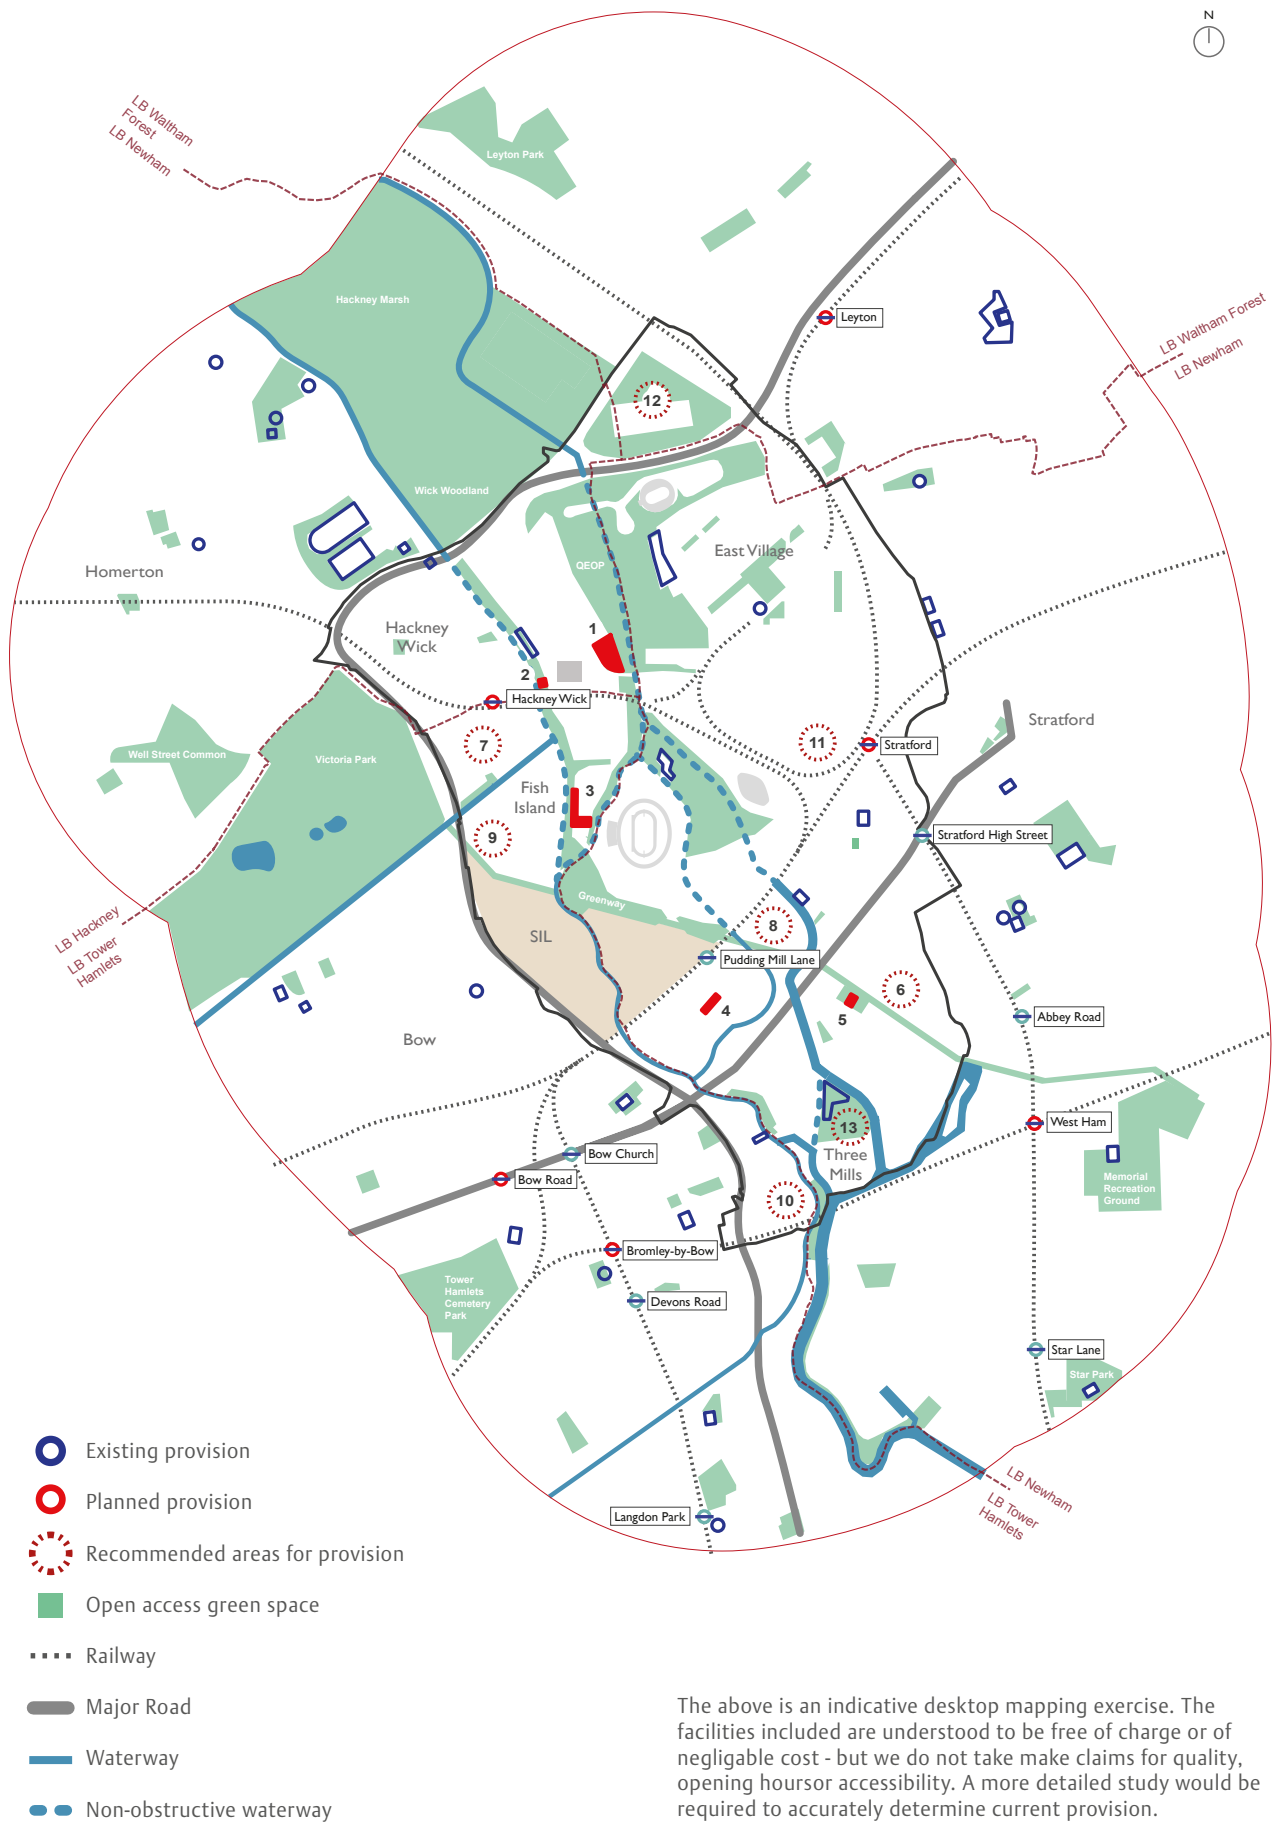 N
LB Waltham
Forest
LB Newham
Leyton Park
Hackney Marsh
Leyton
LB Waltham Forest
LB Newham
12
Wick Woodland
East Village
QEOP
Homerton
Hackney
Wick
1
2
Hackney Wick
Stratford
7
11
Stratford
Well Street Common
Victoria Park
Fish
Island
3
9
Stratford High Street
Greenway
LB Hackney
LB Tower
Hamlets
SIL
8
Pudding Mill Lane
6
4
5
Abbey Road
Bow
West Ham
13
Three
Mills
Bow Church
Bow Road
Memorial
Recreation
Ground
10
Bromley-by-Bow
Tower
Hamlets
Cemetery
Park
Devons Road
Star Lane
Star Park
LB Newham
LB Tower
Hamlets
Langdon Park
Existing provision
Planned provision
Recommended areas for provision
Open access green space
Railway
Major Road
Waterway
Non-obstructive waterway
The above is an indicative desktop mapping exercise. The
facilities included are understood to be free of charge or of
negligable cost - but we do not take make claims for quality,
opening hoursor accessibility. A more detailed study would be
required to accurately determine current provision.